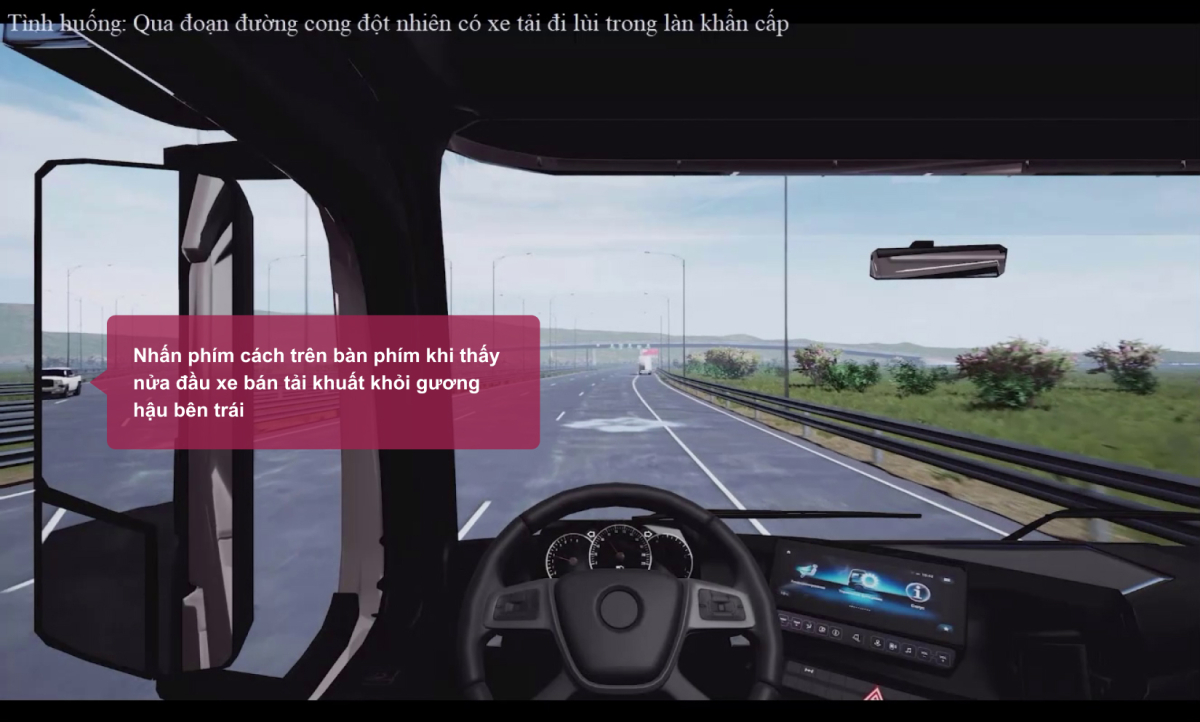 Tình huống: Qua đoạn đường cong đột nhiên có xe tải đi lùi trong làn khẩn cấp
Nhấn phím cách trên bàn phím khi thấy
nửa đầu xe bán tải khuất khỏi gương
hậu bên trái